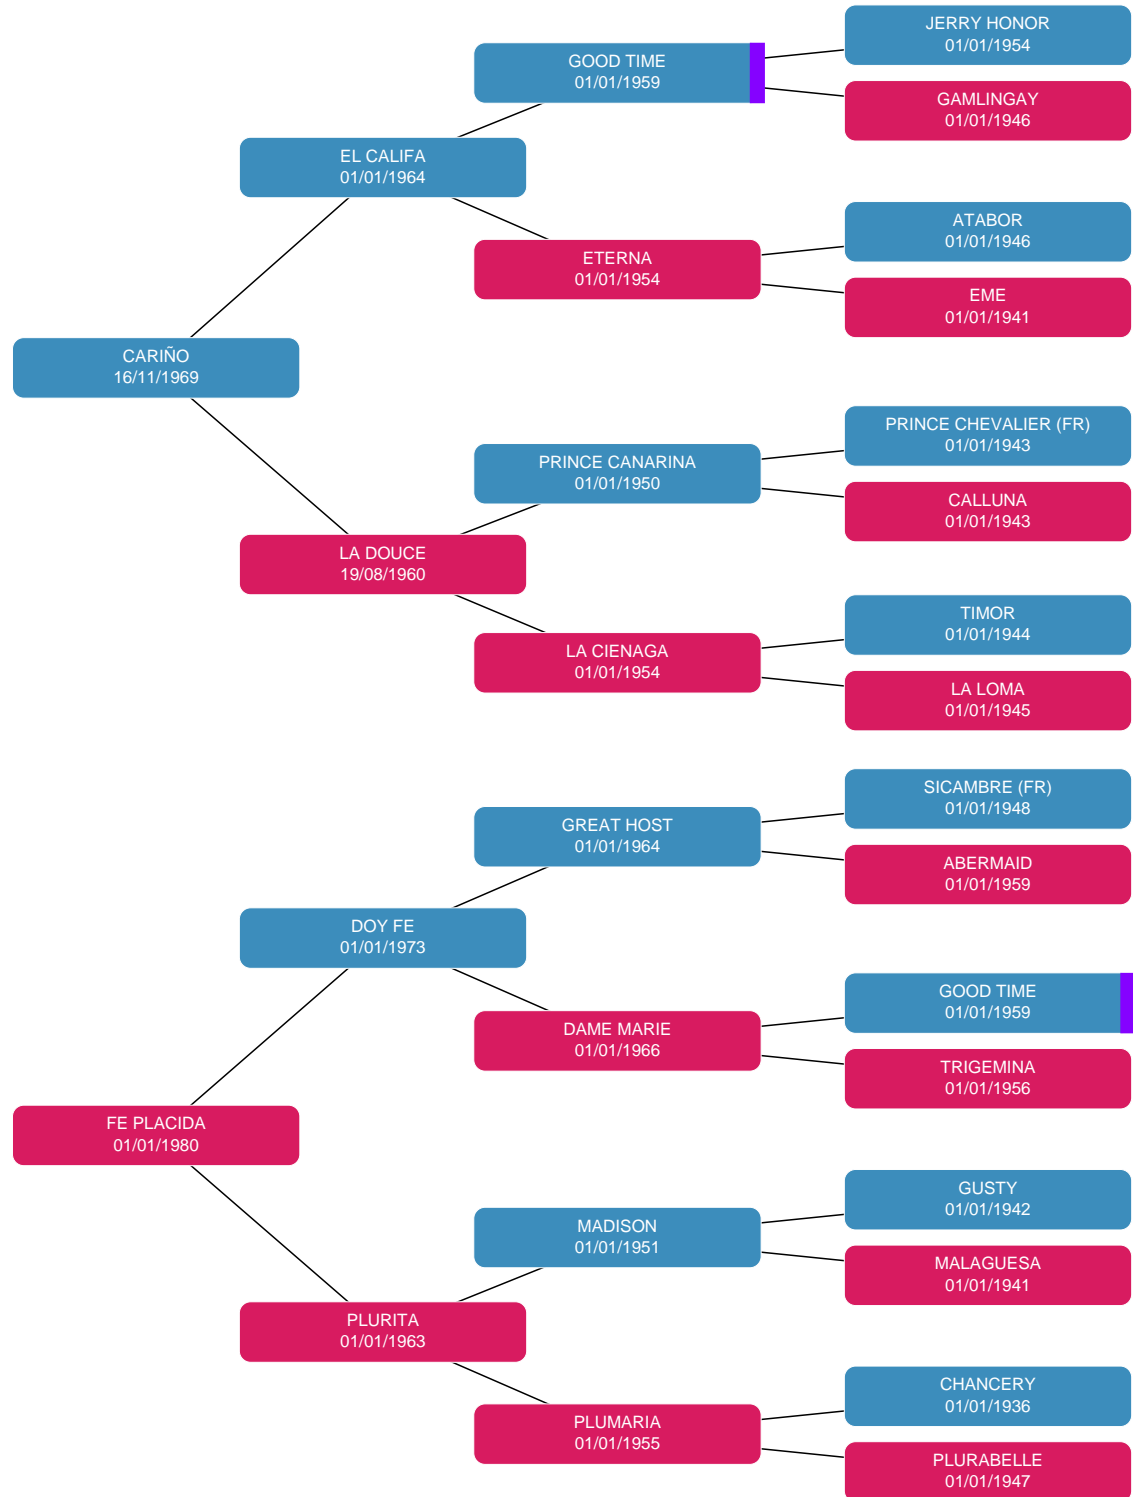 JERRY HONOR
01/01/1954
GOOD TIME
01/01/1959
GAMLINGAY
01/01/1946
EL CALIFA
01/01/1964
ATABOR
01/01/1946
ETERNA
01/01/1954
EME
01/01/1941
CARIÑO
16/11/1969
PRINCE CHEVALIER (FR)
01/01/1943
PRINCE CANARINA
01/01/1950
CALLUNA
01/01/1943
LA DOUCE
19/08/1960
TIMOR
01/01/1944
LA CIENAGA
01/01/1954
LA LOMA
01/01/1945
SICAMBRE (FR)
01/01/1948
GREAT HOST
01/01/1964
ABERMAID
01/01/1959
DOY FE
01/01/1973
GOOD TIME
01/01/1959
DAME MARIE
01/01/1966
TRIGEMINA
01/01/1956
FE PLACIDA
01/01/1980
GUSTY
01/01/1942
MADISON
01/01/1951
MALAGUESA
01/01/1941
PLURITA
01/01/1963
CHANCERY
01/01/1936
PLUMARIA
01/01/1955
PLURABELLE
01/01/1947